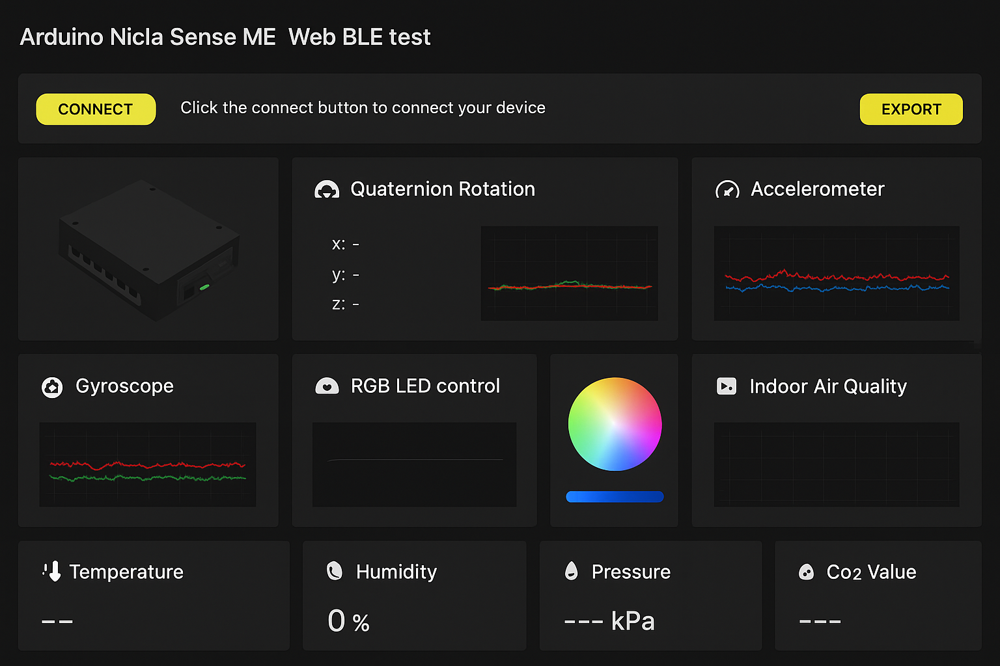 Arduino Nicla Sense ME Web BLE test
CONNECT
Click the connect button to connect your device
EXPORT
Quaternion Rotation
x: -
y: -
z: -
Accelerometer
Gyroscope
RGB LED control
Indoor Air Quality
Temperature
--
Humidity
0 %
Pressure
--- kPa
Co2 Value
---